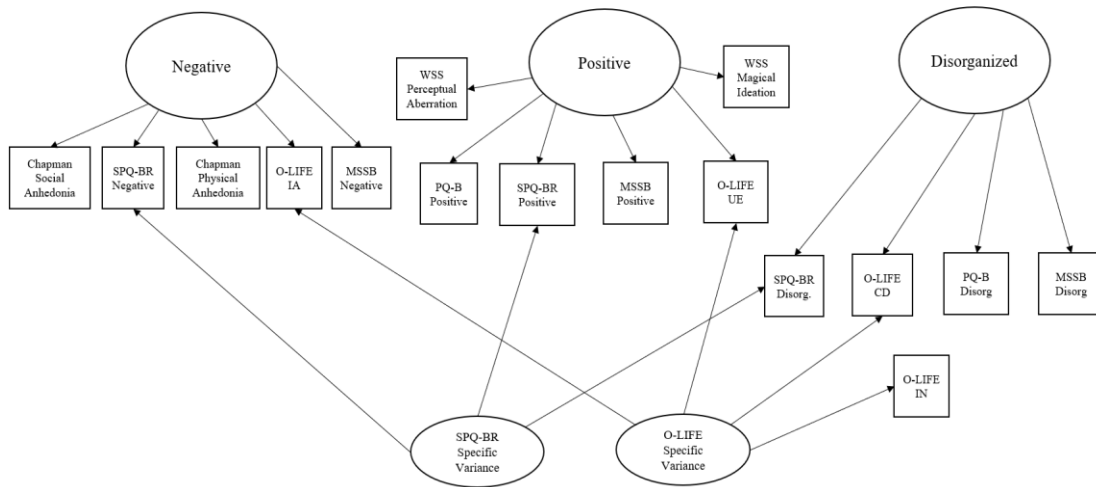 Negative
Positive
Disorganized
WSS
Perceptual
Aberration
WSS
Magical
Ideation
Chapman
Social
Anhedonia
SPQ-BR
Negative
Chapman
Physical
Anhedonia
O-LIFE
IA
MSSB
Negative
PQ-B
Positive
SPQ-BR
Positive
MSSB
Positive
O-LIFE
UE
SPQ-BR
Disorg.
O-LIFE
CD
PQ-B
Disorg
MSSB
Disorg
O-LIFE
IN
SPQ-BR
Specific
Variance
O-LIFE
Specific
Variance